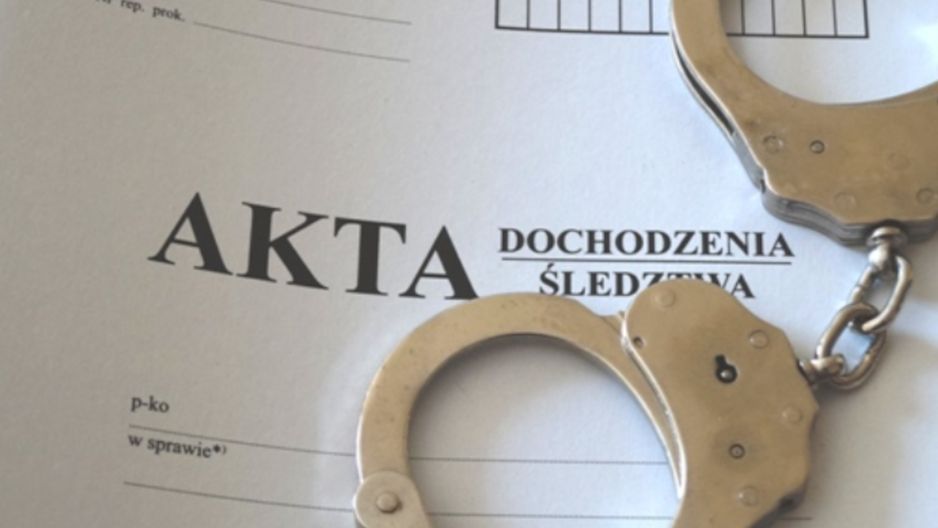 rep. prok.
AKTA DOCHODZENIA
ŚLEDZTWA
p-ko
w sprawie*)